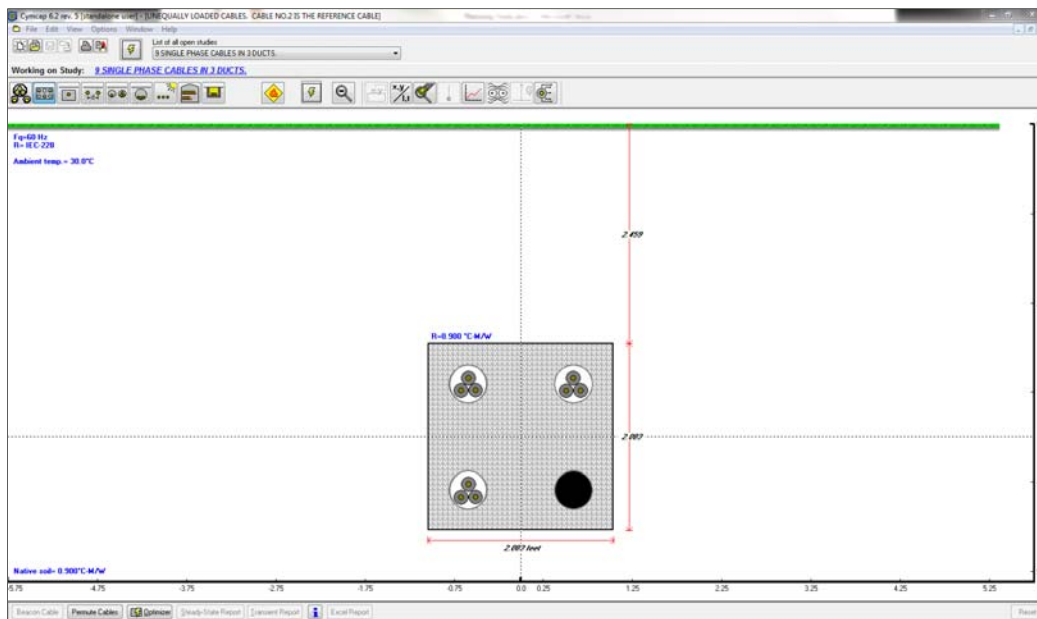 Cymcap 6.2 rev. 5 [standalone user] - [UNEQUALLY LOADED CABLES. CABLE NO.2 IS THE REFERENCE CABLE]
File Edit View Options Window Help
List of all open studies
9 SINGLE PHASE CABLES IN 3 DUCTS.
Working on Study: 9 SINGLE PHASE CABLES IN 3 DUCTS.
Fq=60 Hz
R= IEC-228
Ambient temp.= 30.0°C
2.459
R=0.900 °C-M/W
2.083
2.083 feet
Native soil= 0.900°C-M/W
-5.75 -4.75 -3.75 -2.75 -1.75 -0.75 0.0 0.25 1.25 2.25 3.25 4.25 5.25
Beacon Cable Permute Cables Optimizer Steady-State Report Transient Report Excel Report Reset